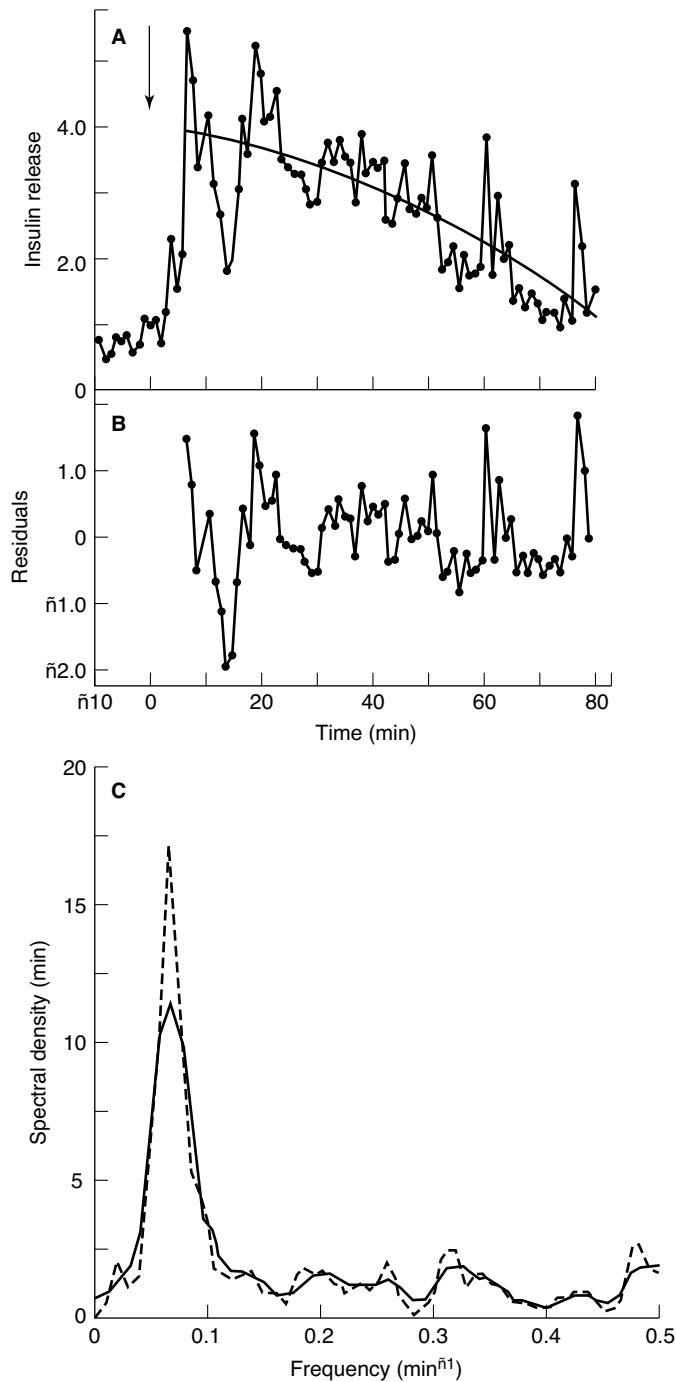 A
Insulin release
4.0
2.0
0
B
Residuals
1.0
0
ñ1.0
ñ2.0
ñ10 0 20 40 60 80
Time (min)
C
Spectral density (min)
20
15
10
5
0
0 0.1 0.2 0.3 0.4 0.5
Frequency (minñ1)